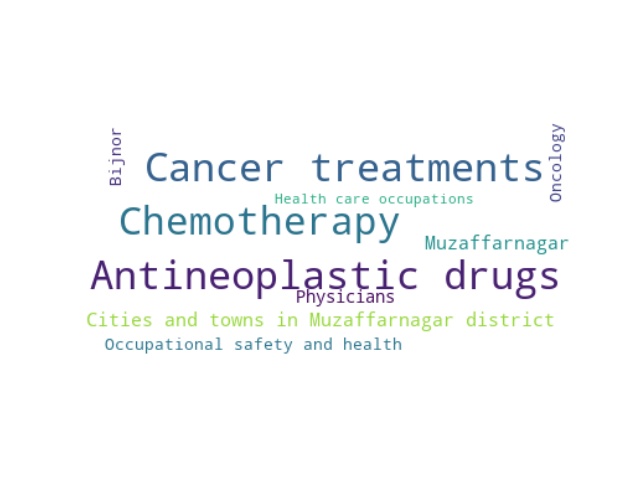 Bijnor
Cancer treatments
Oncology
Health care occupations
Chemotherapy
Muzaffarnagar
Antineoplastic drugs
Physicians
Cities and towns in Muzaffarnagar district
Occupational safety and health